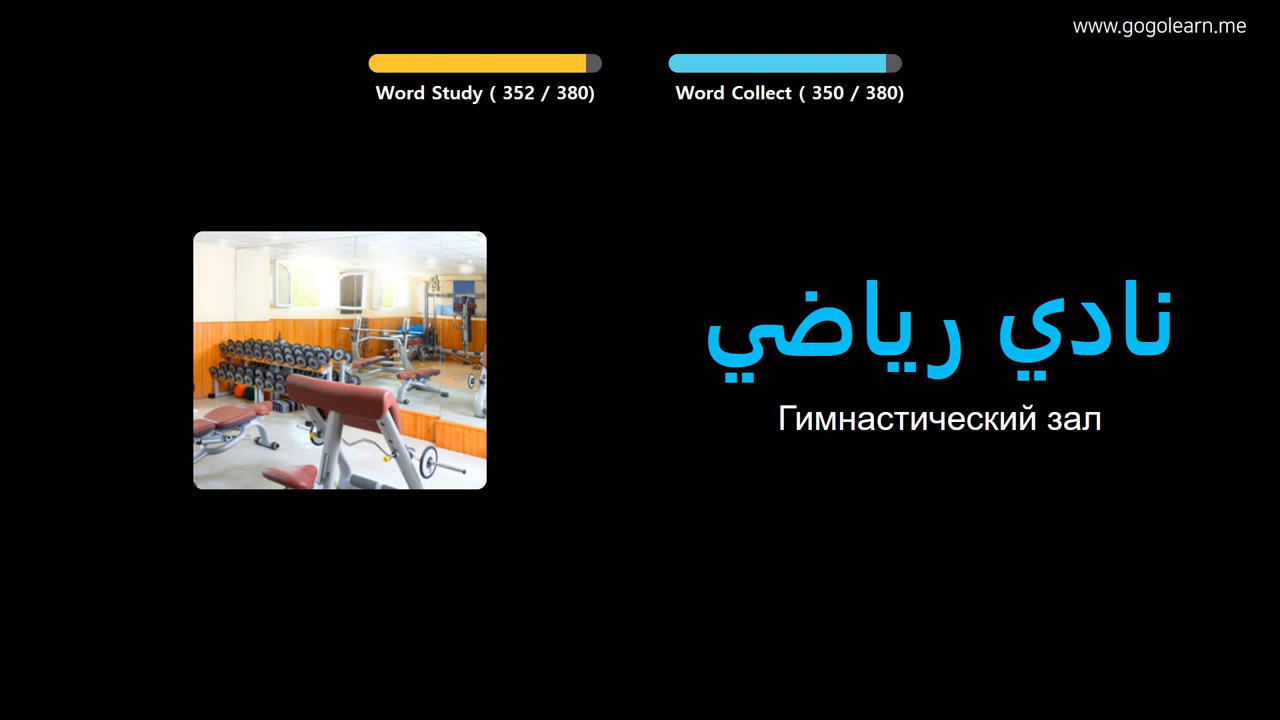 www.gogolearn.me
Word Study ( 352 / 380)
Word Collect ( 350 / 380)
نادي رياضي
Гимнастический зал